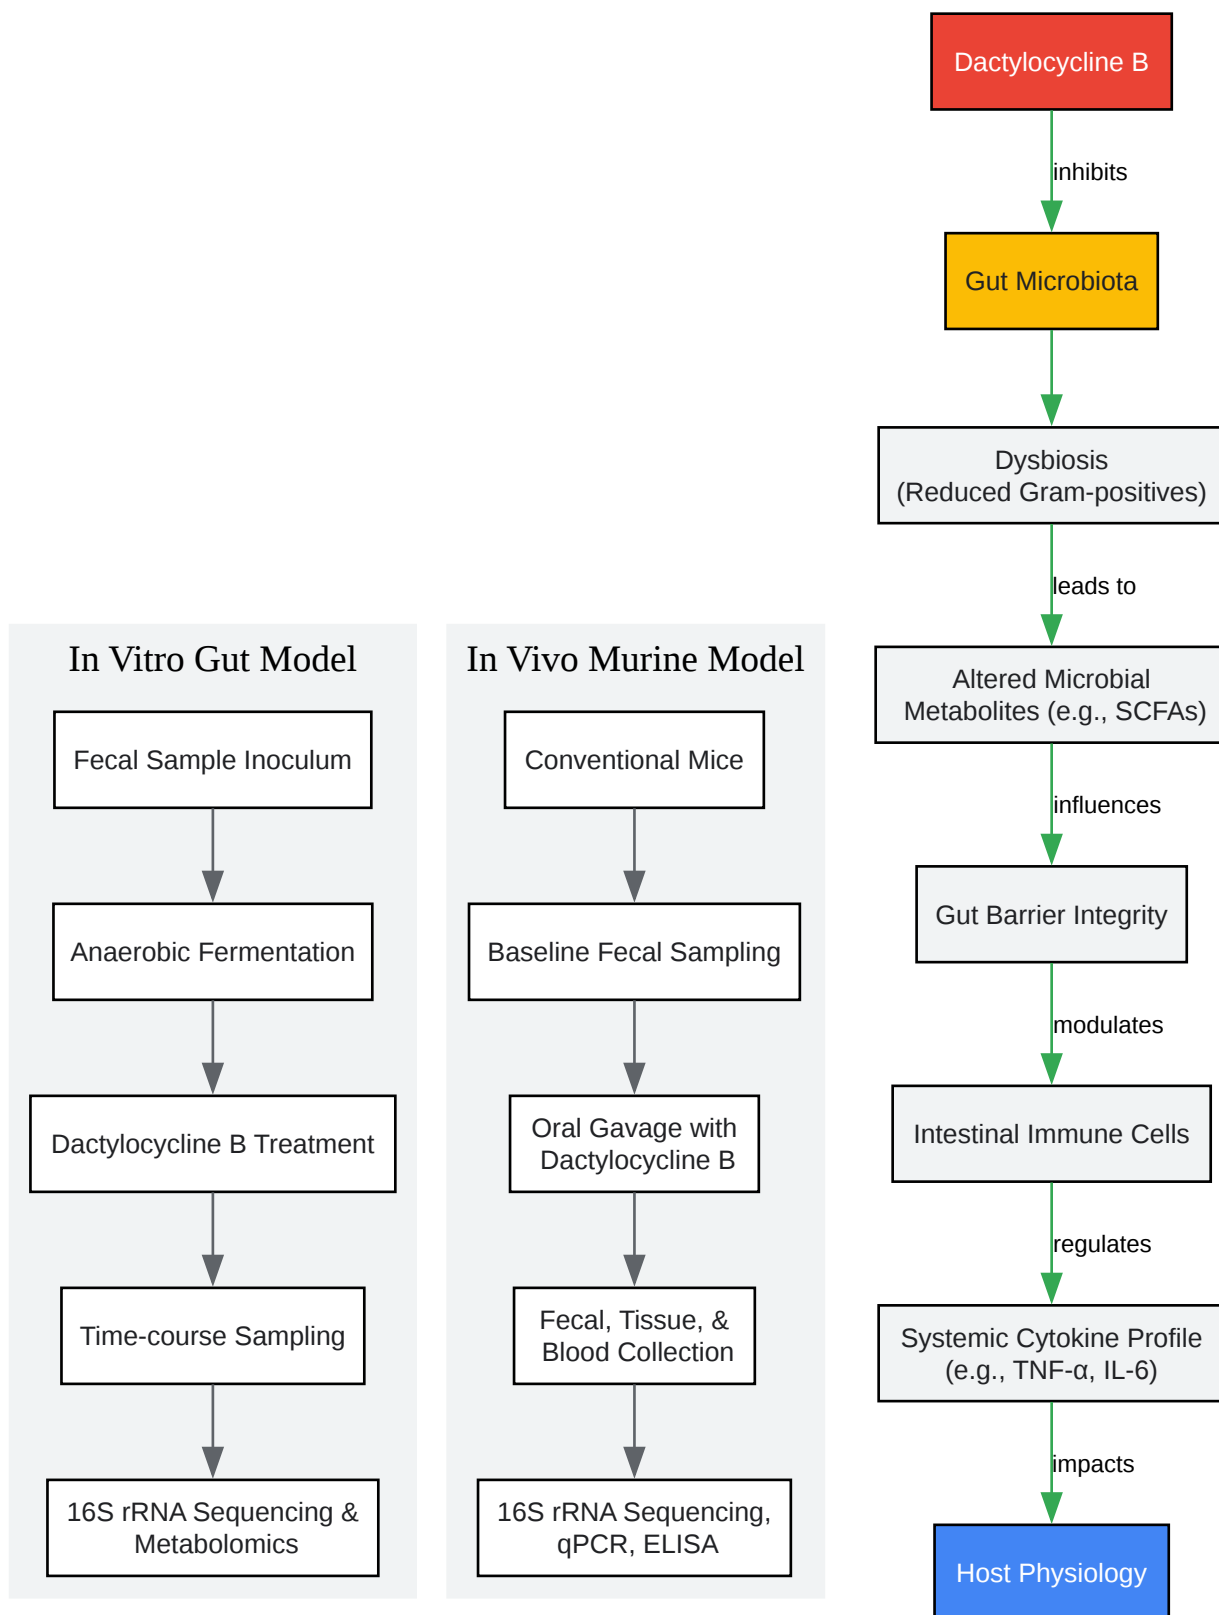 Dactylocycline B
inhibits
Gut Microbiota
Dysbiosis
(Reduced Gram-positives)
leads to
Altered Microbial
Metabolites (e.g., SCFAs)
influences
Gut Barrier Integrity
modulates
Intestinal Immune Cells
regulates
Systemic Cytokine Profile
(e.g., TNF-α, IL-6)
impacts
Host Physiology
In Vitro Gut Model
Fecal Sample Inoculum
Anaerobic Fermentation
Dactylocycline B Treatment
Time-course Sampling
16S rRNA Sequencing &
Metabolomics
In Vivo Murine Model
Conventional Mice
Baseline Fecal Sampling
Oral Gavage with
Dactylocycline B
Fecal, Tissue, &
Blood Collection
16S rRNA Sequencing,
qPCR, ELISA